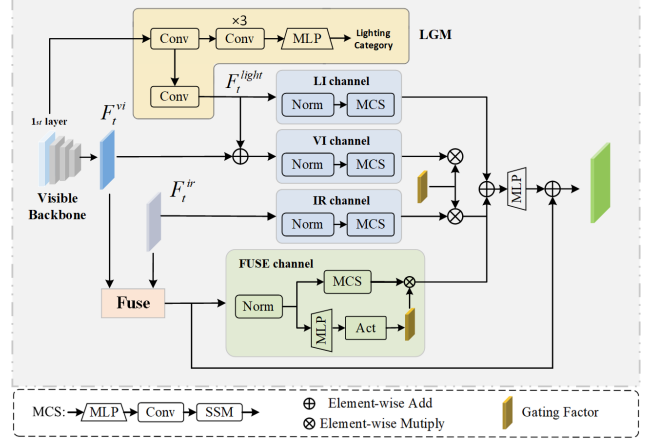 ×3
Conv
Conv
MLP
Lighting
Category
LGM
Conv
F_t^{light}
LI channel
Norm
MCS
1st layer
F_t^{vi}
VI channel
Norm
MCS
Visible
Backbone
F_t^{ir}
IR channel
Norm
MCS
MLP
FUSE channel
Fuse
Norm
MCS
MLP
Act
MCS:
MLP
Conv
SSM
Element-wise Add
Element-wise Mutiply
Gating Factor